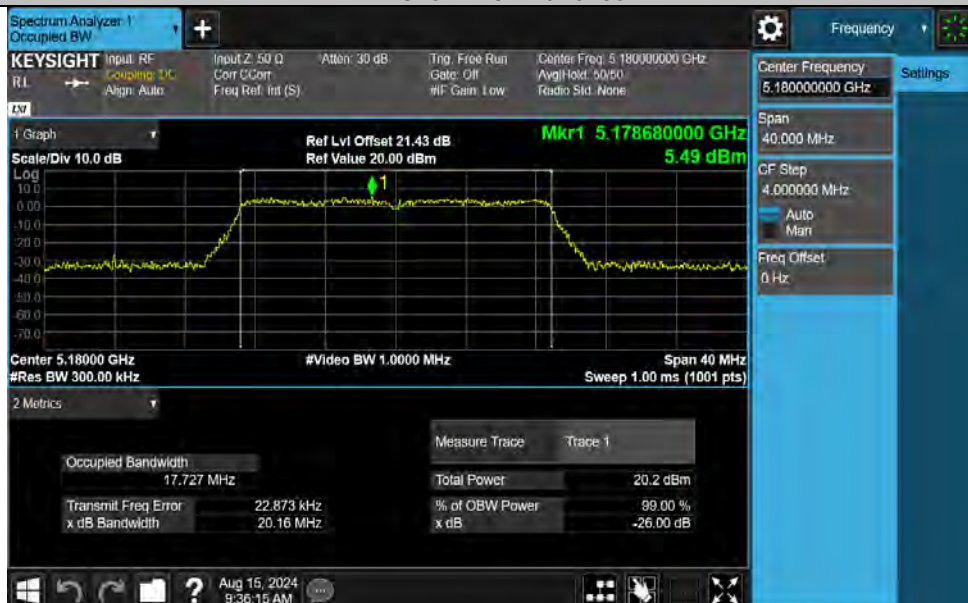 Spectrum Analyzer 1
Occupied BW
+
Frequency
KEYSIGHT
Input: RF
Coupling: DC
Align: Auto
RL
LXI
Input Z: 50 Ω
Corr CCorr
Freq Ref: Int (S)
Atten: 30 dB
Trig: Free Run
Gate: Off
#IF Gain: Low
Center Freq: 5.180000000 GHz
Avg|Hold: 50/50
Radio Std: None
Center Frequency
5.180000000 GHz
Settings
Span
40.000 MHz
CF Step
4.000000 MHz
Auto
Man
Freq Offset
0 Hz
1 Graph
Scale/Div 10.0 dB
Ref Lvl Offset 21.43 dB
Ref Value 20.00 dBm
Mkr1 5.178680000 GHz
5.49 dBm
Log
10.0
0.00
-10.0
-20.0
-30.0
-40.0
-50.0
-60.0
-70.0
1
Center 5.18000 GHz
#Res BW 300.00 kHz
#Video BW 1.0000 MHz
Span 40 MHz
Sweep 1.00 ms (1001 pts)
2 Metrics
Measure Trace Trace 1
Occupied Bandwidth
17.727 MHz
Total Power 20.2 dBm
Transmit Freq Error 22.873 kHz
% of OBW Power 99.00 %
x dB Bandwidth 20.16 MHz
x dB -26.00 dB
?
Aug 15, 2024
9:36:15 AM